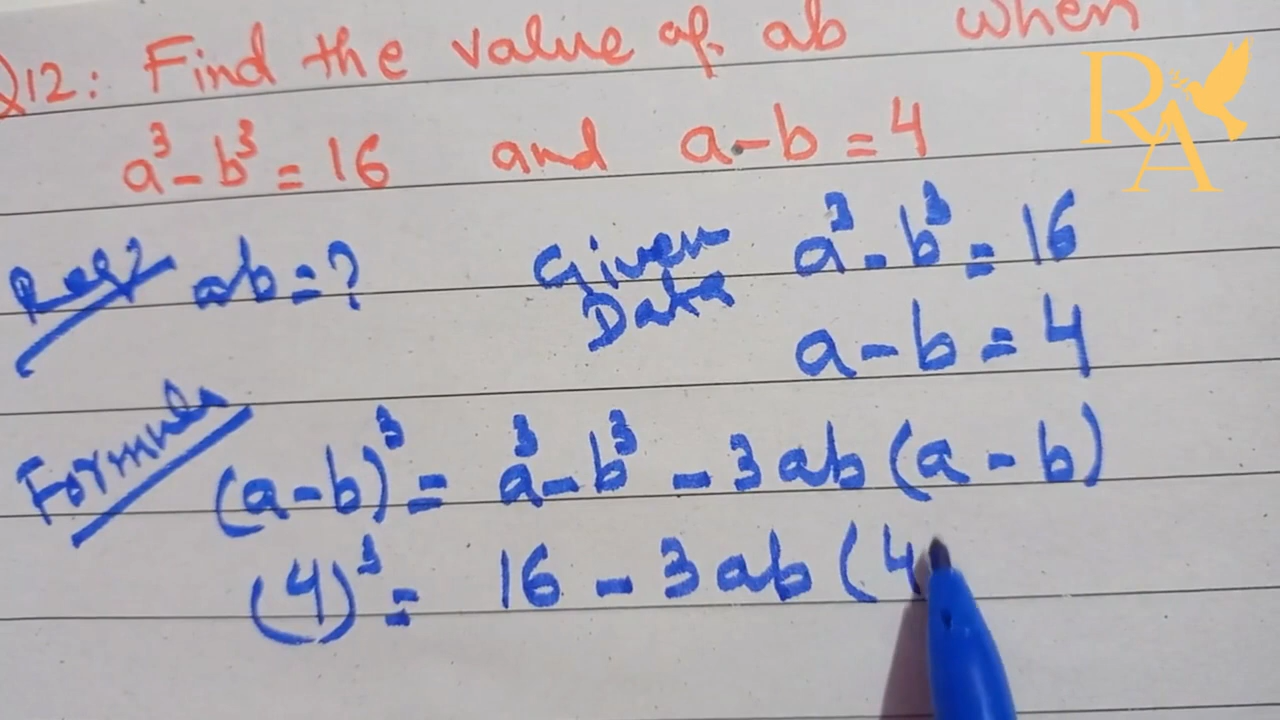 Q12: Find the value of ab when
a³-b³=16 and a-b=4
Req ab=?
Given Data a³-b³=16
a-b=4
Formula (a-b)³= a³-b³-3ab(a-b)
(4)³= 16-3ab(4
RA